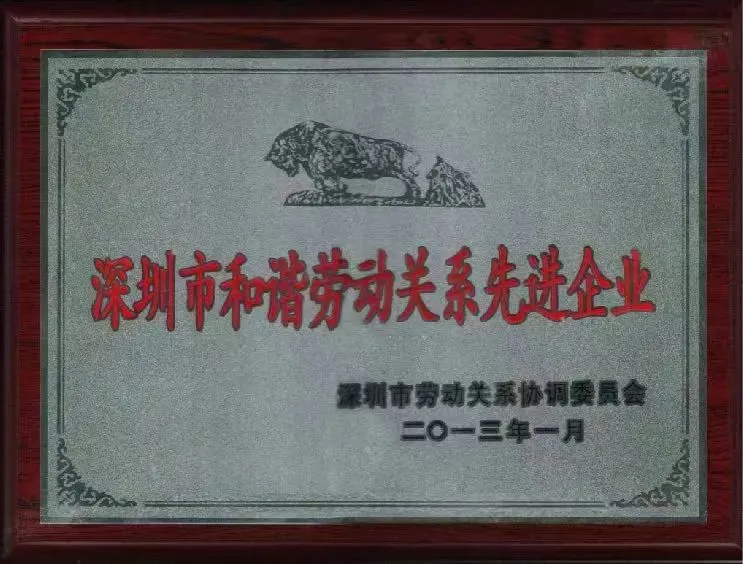 深圳市和谐劳动关系先进企业
深圳市劳动关系协调委员会
二〇一三年一月